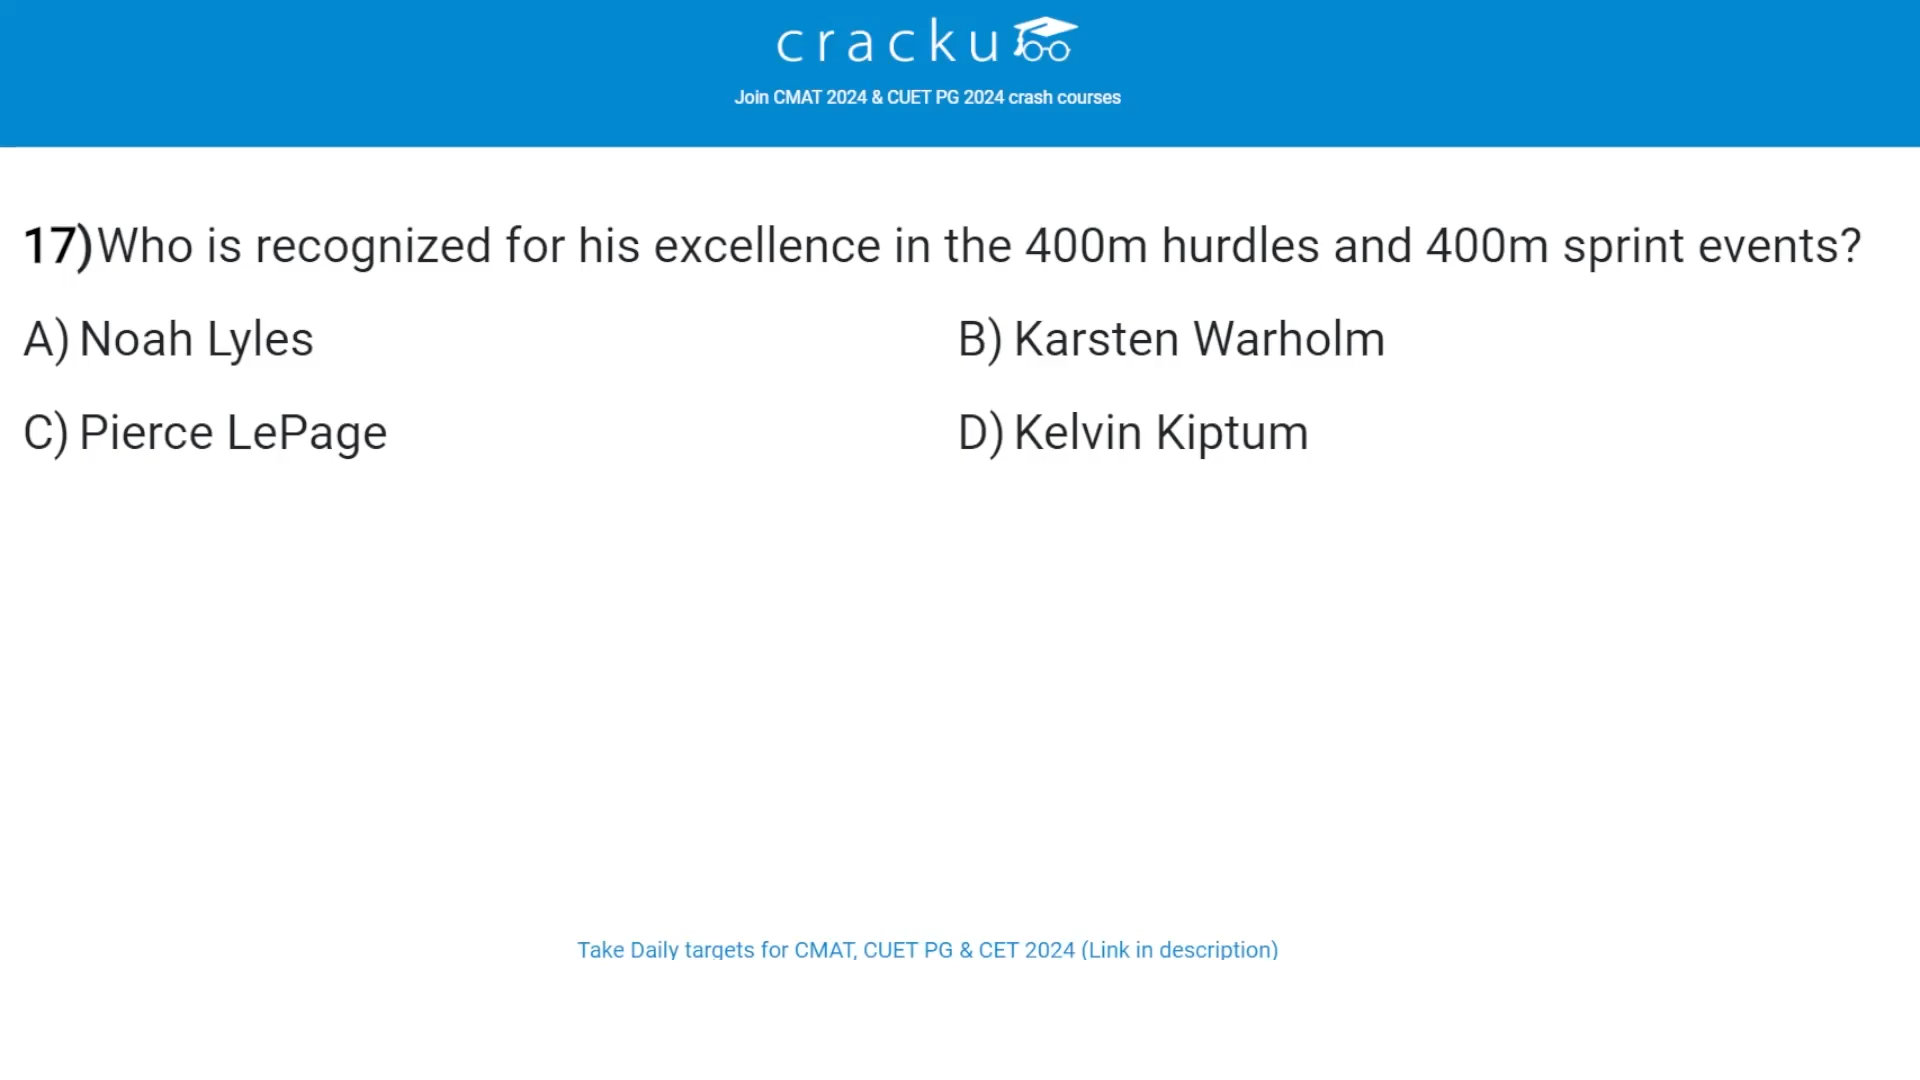 cracku
Join CMAT 2024 & CUET PG 2024 crash courses
17)Who is recognized for his excellence in the 400m hurdles and 400m sprint events?
A) Noah Lyles
B) Karsten Warholm
C) Pierce LePage
D) Kelvin Kiptum
Take Daily targets for CMAT, CUET PG & CET 2024 (Link in description)